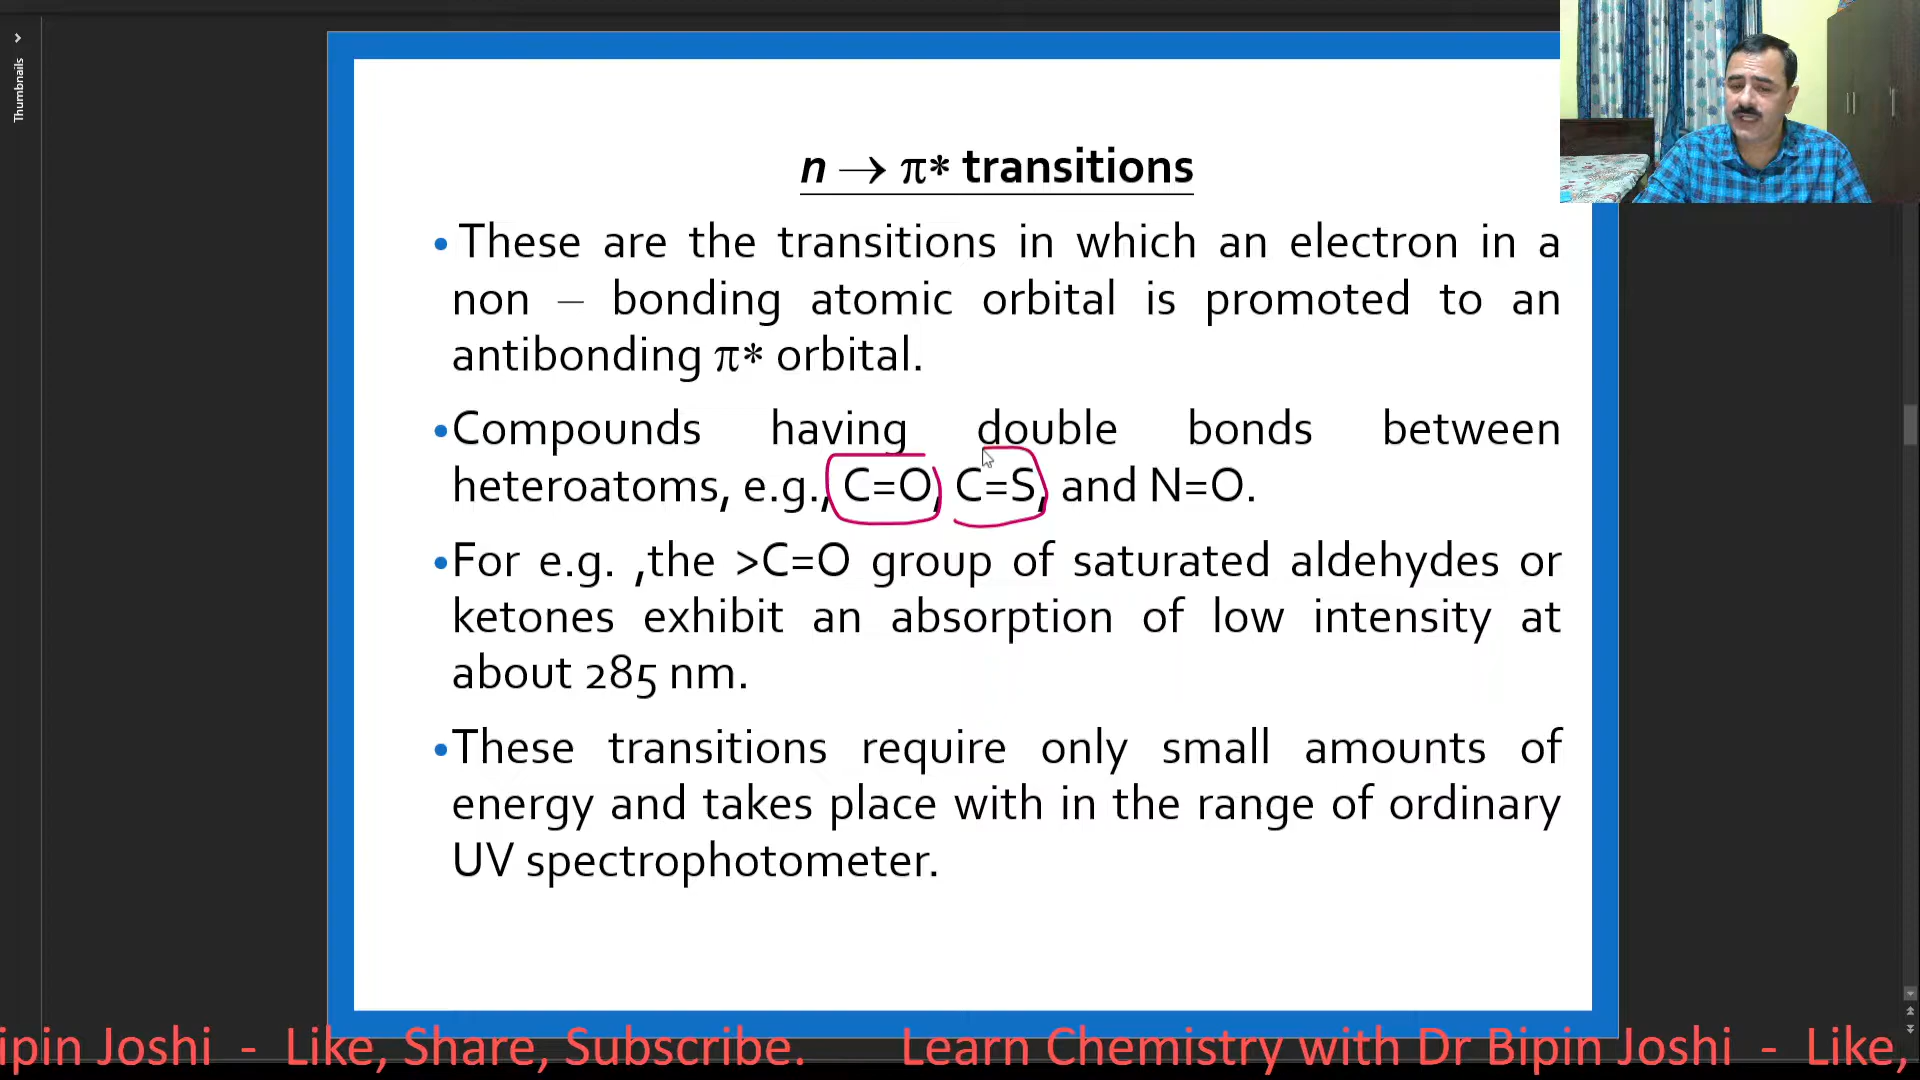 Thumbnails
n → π* transitions
• These are the transitions in which an electron in a
non – bonding atomic orbital is promoted to an
antibonding π* orbital.
•Compounds having double bonds between
heteroatoms, e.g., C=O, C=S, and N=O.
•For e.g. ,the >C=O group of saturated aldehydes or
ketones exhibit an absorption of low intensity at
about 285 nm.
•These transitions require only small amounts of
energy and takes place with in the range of ordinary
UV spectrophotometer.
ipin Joshi - Like, Share, Subscribe. Learn Chemistry with Dr Bipin Joshi - Like,